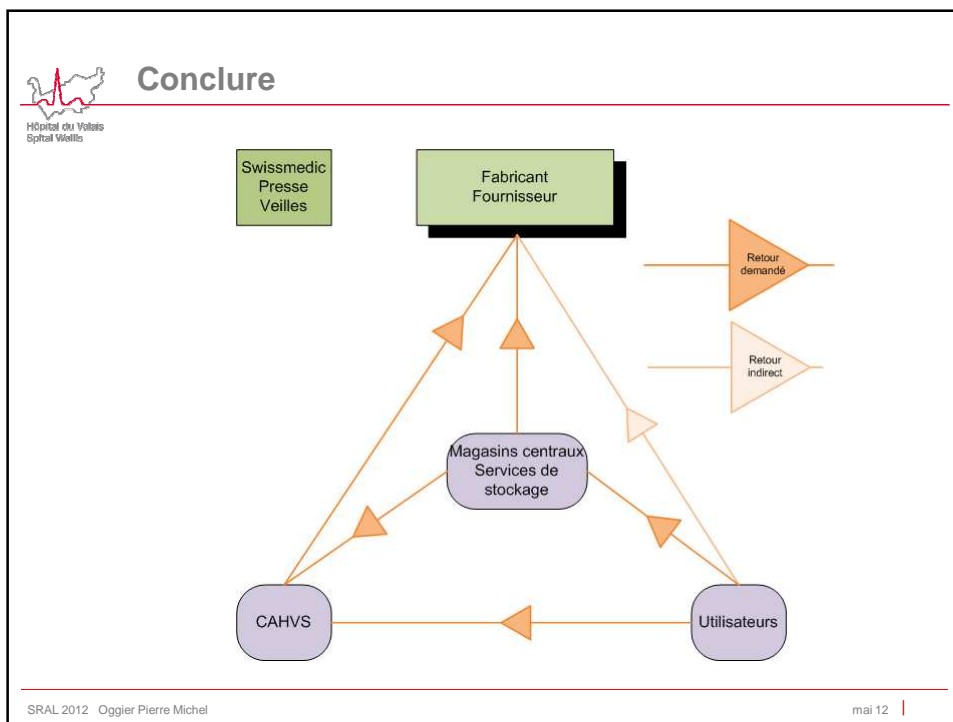 Conclure
Hôpital du Valais
Spital Wallis
Swissmedic
Presse
Veilles
Fabricant
Fournisseur
Retour
demandé
Retour
indirect
Magasins centraux
Services de
stockage
CAHVS
Utilisateurs
SRAL 2012 Oggier Pierre Michel
mai 12